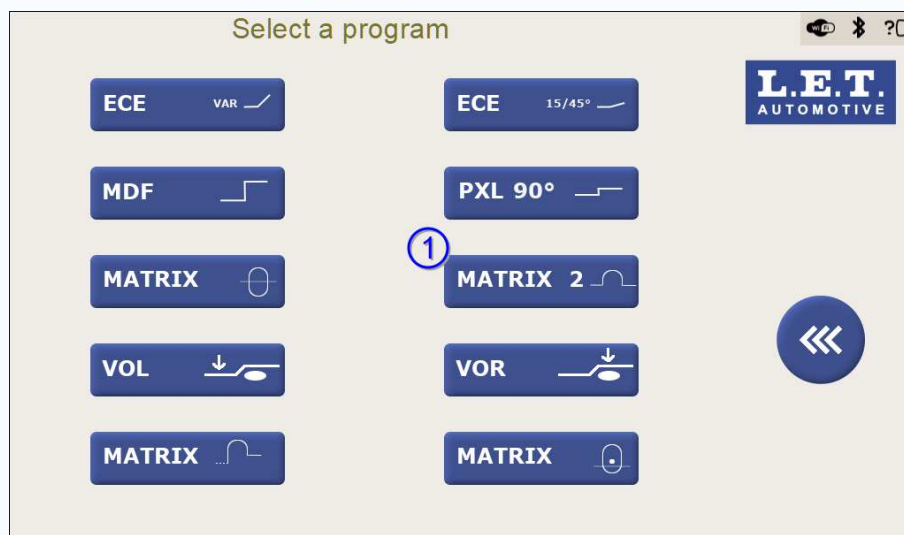 Select a program
WiFi ?
L.E.T.
AUTOMOTIVE
ECE VAR
ECE 15/45°
MDF
PXL 90°
1
MATRIX
MATRIX 2
VOL
VOR
MATRIX
MATRIX